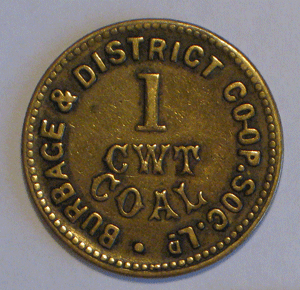 BURBAGE & DISTRICT CO-OP. SOC. Ld
1
CWT
COAL